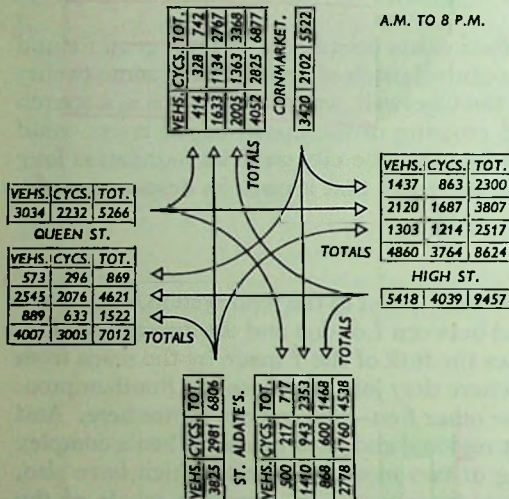 A.M. TO 8 P.M.
VEHS. CYCS. TOT.
414 328 742
1633 1134 2767
2005 1363 3368
4052 2825 6877
CORNMARKET.
3420 2102 5522
TOTALS
VEHS. CYCS. TOT.
3034 2232 5266
QUEEN ST.
VEHS. CYCS. TOT.
573 296 869
2545 2076 4621
889 633 1522
4007 3005 7012
TOTALS
VEHS. CYCS. TOT.
1437 863 2300
2120 1687 3807
1303 1214 2517
4860 3764 8624
TOTALS
HIGH ST.
5418 4039 9457
VEHS. CYCS. TOT.
3825 2981 6806
ST. ALDATE'S.
VEHS. CYCS. TOT.
500 217 717
1410 943 2353
868 600 1468
2778 1760 4538
TOTALS